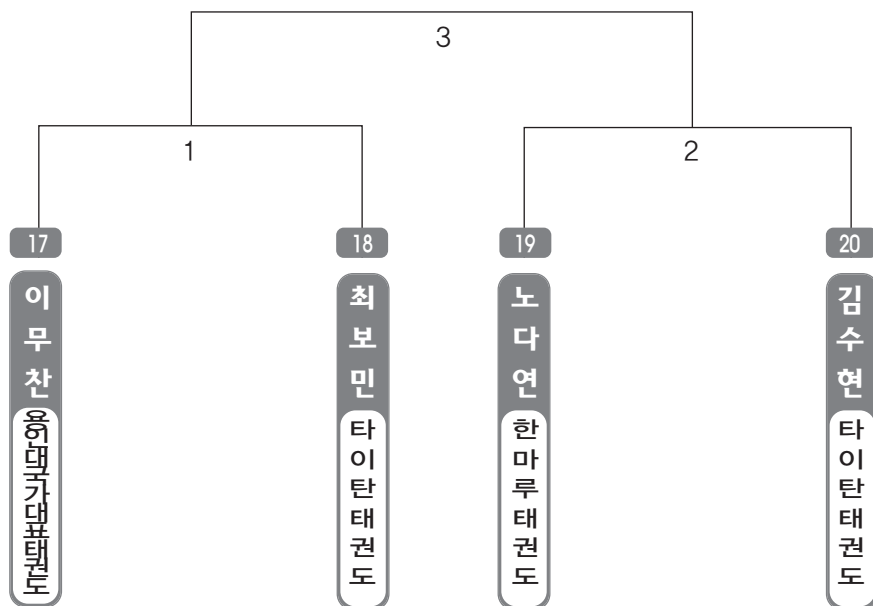 3
1
2
17
18
19
20
이무찬
최보민
노다연
김수현
용인대국가대표태권도
타이탄태권도
한마루태권도
타이탄태권도